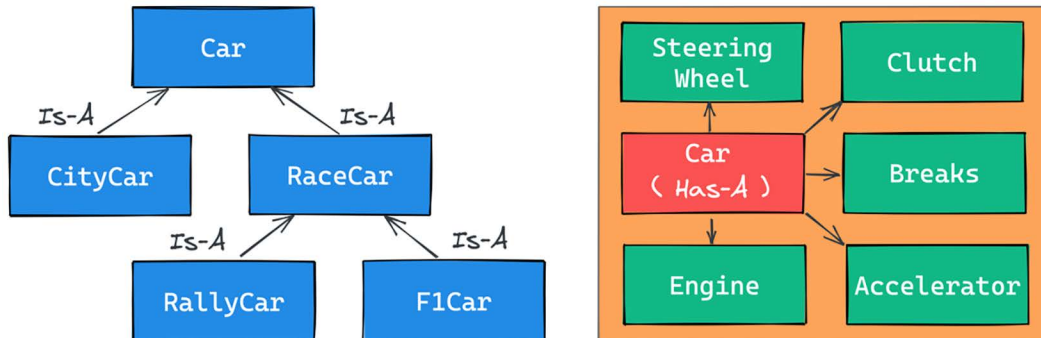 Car
Is-A
Is-A
CityCar
RaceCar
Is-A
Is-A
RallyCar
F1Car
Steering
Wheel
Clutch
Car
( Has-A )
Breaks
Engine
Accelerator